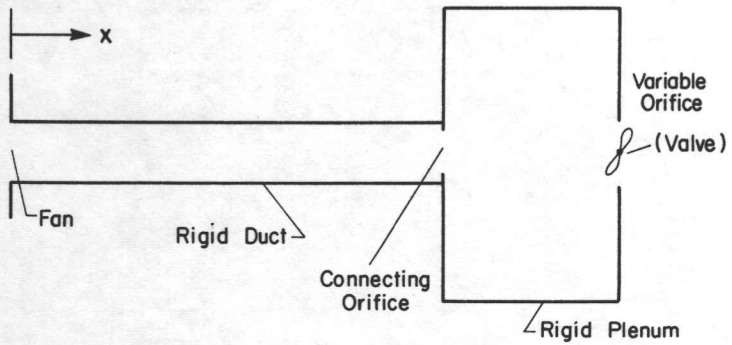 x
Variable
Orifice
(Valve)
Fan
Rigid Duct
Connecting
Orifice
Rigid Plenum